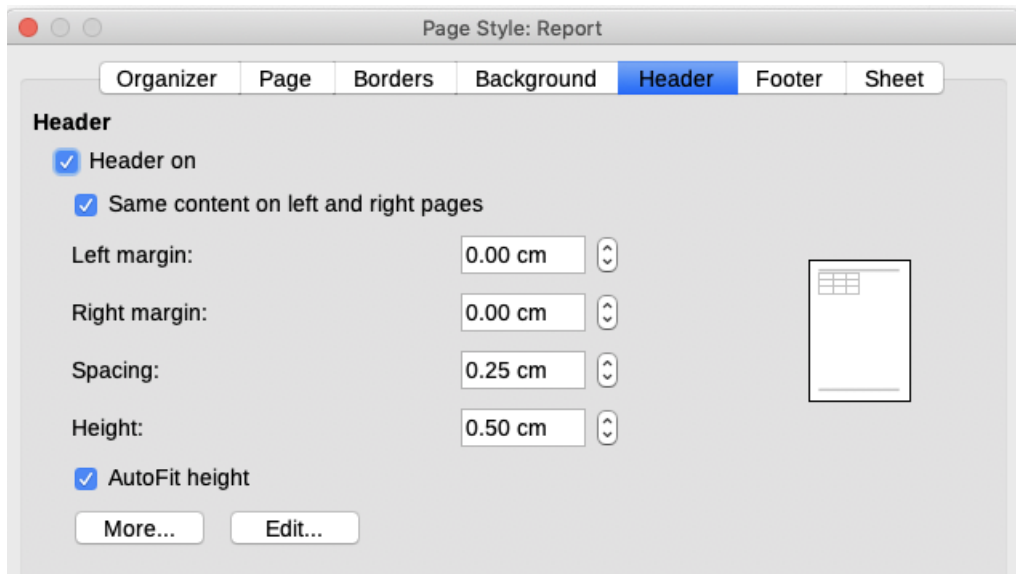 Page Style: Report
Organizer Page Borders Background Header Footer Sheet
Header
Header on
Same content on left and right pages
Left margin: 0.00 cm
Right margin: 0.00 cm
Spacing: 0.25 cm
Height: 0.50 cm
AutoFit height
More... Edit...